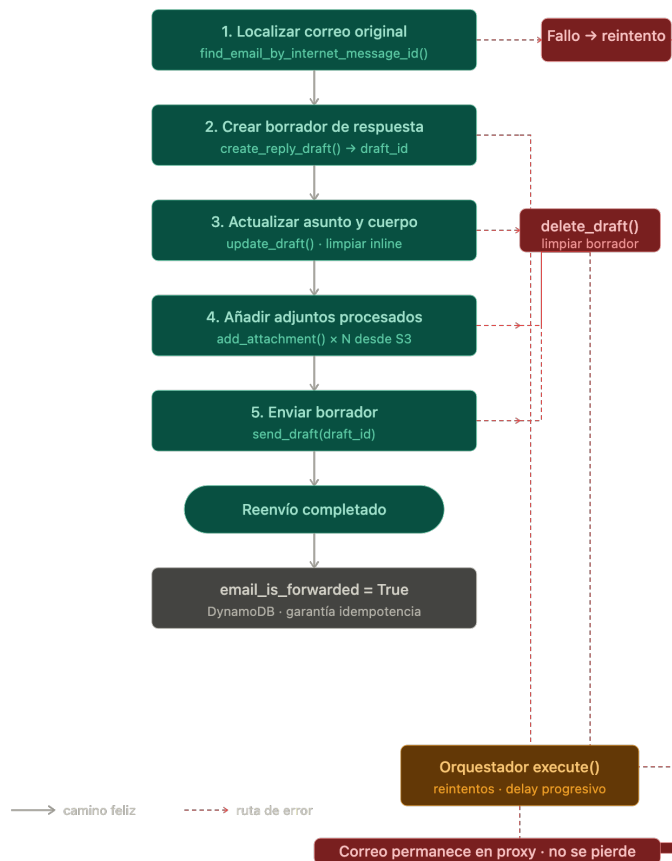 1. Localizar correo original
find_email_by_internet_message_id()
Fallo → reintento
2. Crear borrador de respuesta
create_reply_draft() → draft_id
3. Actualizar asunto y cuerpo
update_draft() · limpiar inline
delete_draft()
limpiar borrador
4. Añadir adjuntos procesados
add_attachment() × N desde S3
5. Enviar borrador
send_draft(draft_id)
Reenvío completado
email_is_forwarded = True
DynamoDB · garantía idempotencia
Orquestador execute()
reintentos · delay progresivo
camino feliz
ruta de error
Correo permanece en proxy · no se pierde